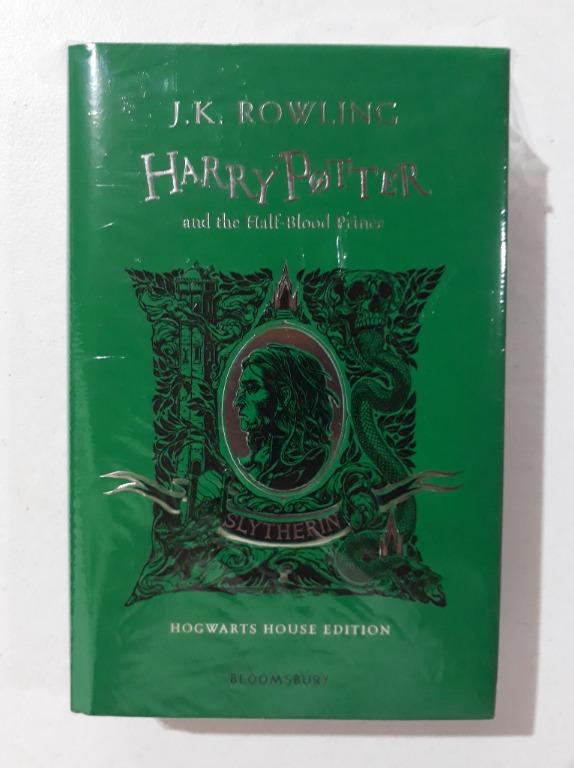 J.K. ROWLING
HARRY POTTER
and the Half-Blood Prince
SLYTHERIN
HOGWARTS HOUSE EDITION
BLOOMSBURY